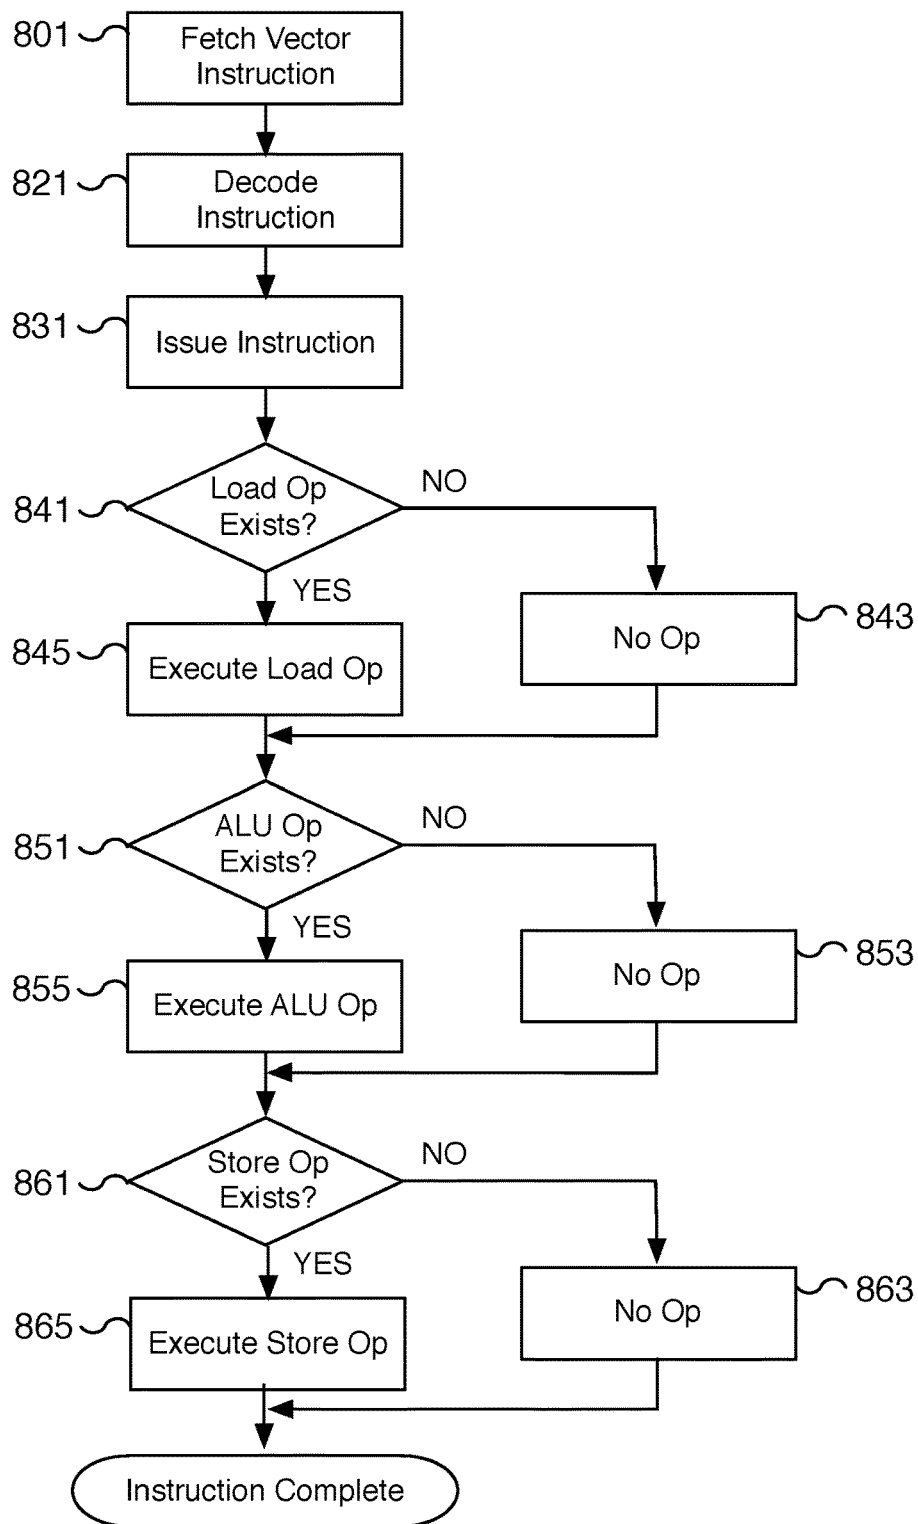 801
Fetch Vector
Instruction
821
Decode
Instruction
831
Issue Instruction
841
Load Op
Exists?
NO
YES
843
No Op
845
Execute Load Op
851
ALU Op
Exists?
NO
YES
853
No Op
855
Execute ALU Op
861
Store Op
Exists?
NO
YES
863
No Op
865
Execute Store Op
Instruction Complete